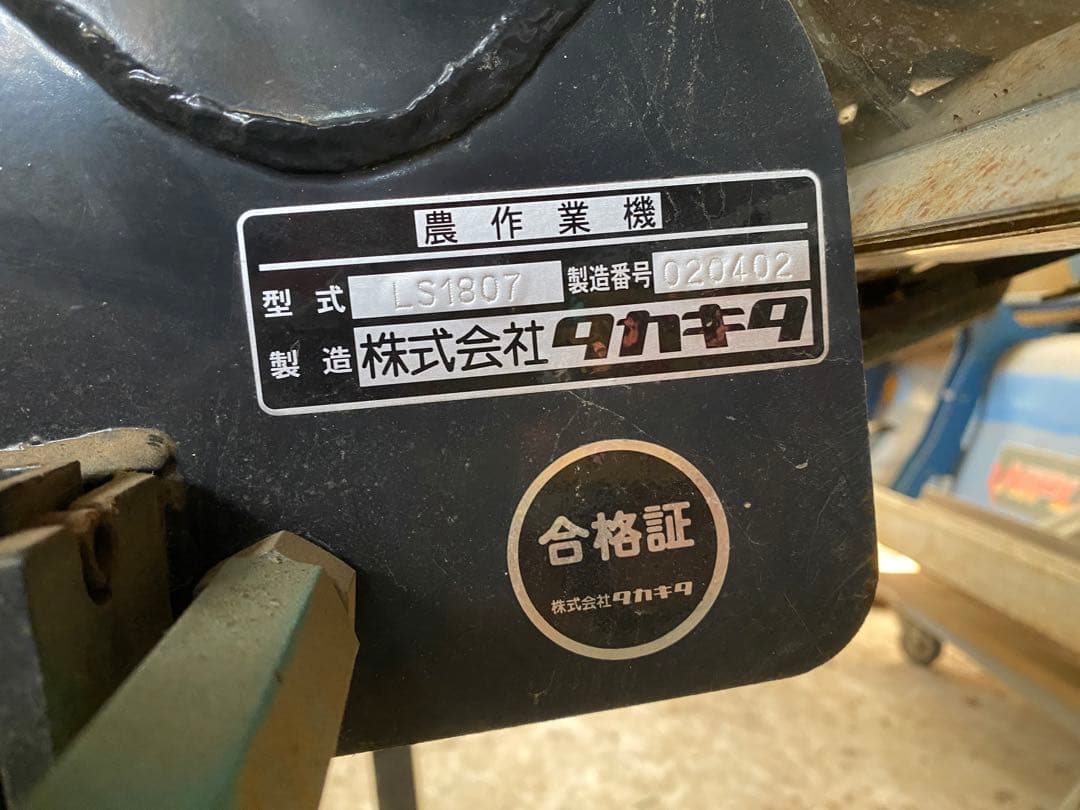 農作業機
型式 LS1807 製造番号 020402
製造 株式会社タカキタ
合格証
株式会社タカキタ